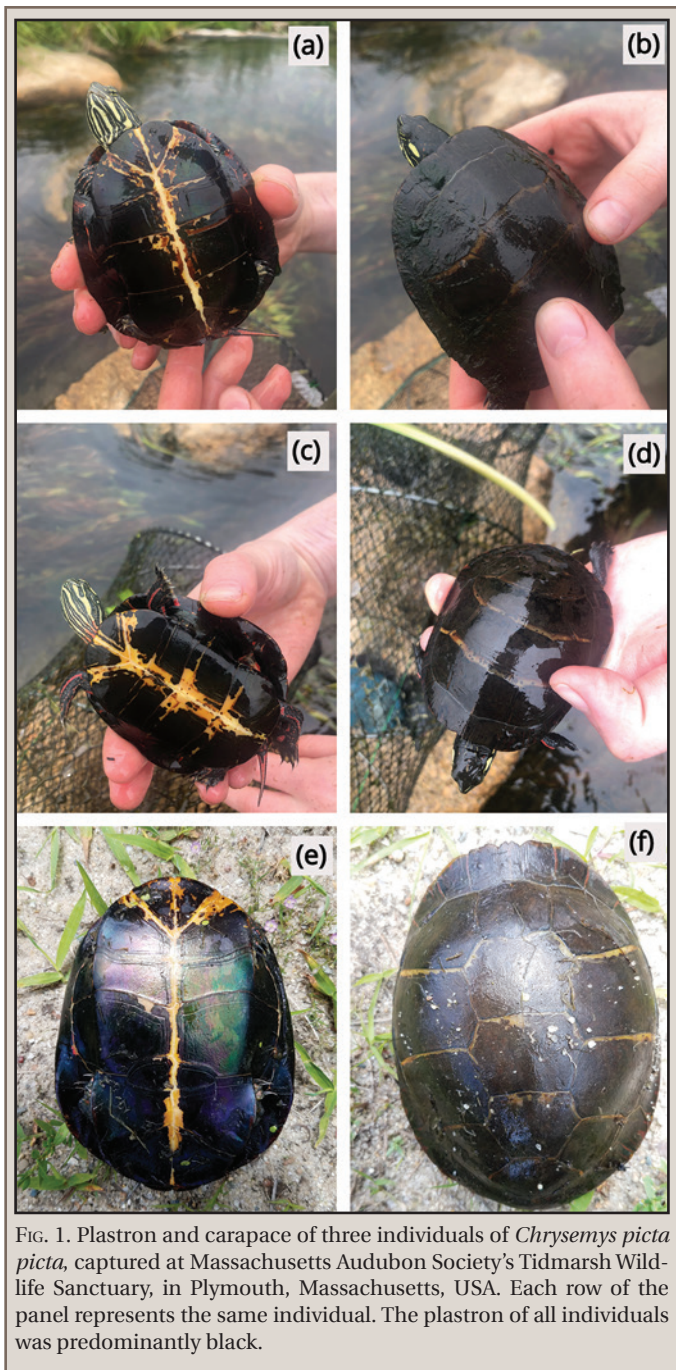 (a)
(b)
(c)
(d)
(e)
(f)
FIG. 1. Plastron and carapace of three individuals of Chrysemys picta
picta, captured at Massachusetts Audubon Society's Tidmarsh Wild-
life Sanctuary, in Plymouth, Massachusetts, USA. Each row of the
panel represents the same individual. The plastron of all individuals
was predominantly black.